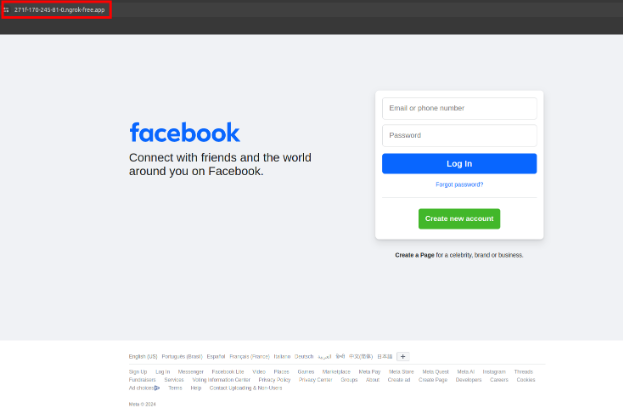 271f-170-245-81-0.ngrok-free.app
facebook
Connect with friends and the world
around you on Facebook.
Email or phone number
Password
Log In
Forgot password?
Create new account
Create a Page for a celebrity, brand or business.
English (US) Português (Brasil) Español Français (France) Italiano Deutsch العربية हिन्दी 中文(简体) 日本語 +
Sign Up Log In Messenger Facebook Lite Video Places Games Marketplace Meta Pay Meta Store Meta Quest Meta AI Instagram Threads
Fundraisers Services Voting Information Center Privacy Policy Privacy Center Groups About Create ad Create Page Developers Careers Cookies
Ad choices Terms Help Contact Uploading & Non-Users
Meta © 2024